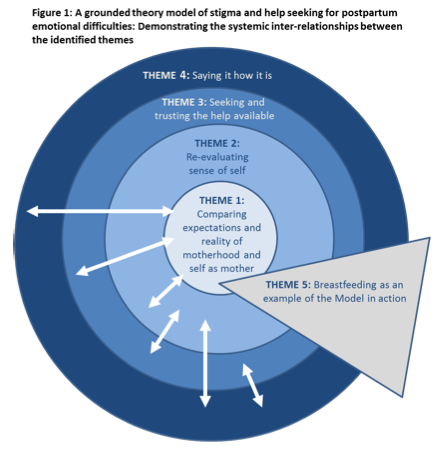 Figure 1: A grounded theory model of stigma and help seeking for postpartum
emotional difficulties: Demonstrating the systemic inter-relationships between
the identified themes
THEME 4: Saying it how it is
THEME 3: Seeking and
trusting the help available
THEME 2:
Re-evaluating
sense of self
THEME 1:
Comparing
expectations and
reality of
motherhood and
self as mother
THEME 5: Breastfeeding as an
example of the Model in action